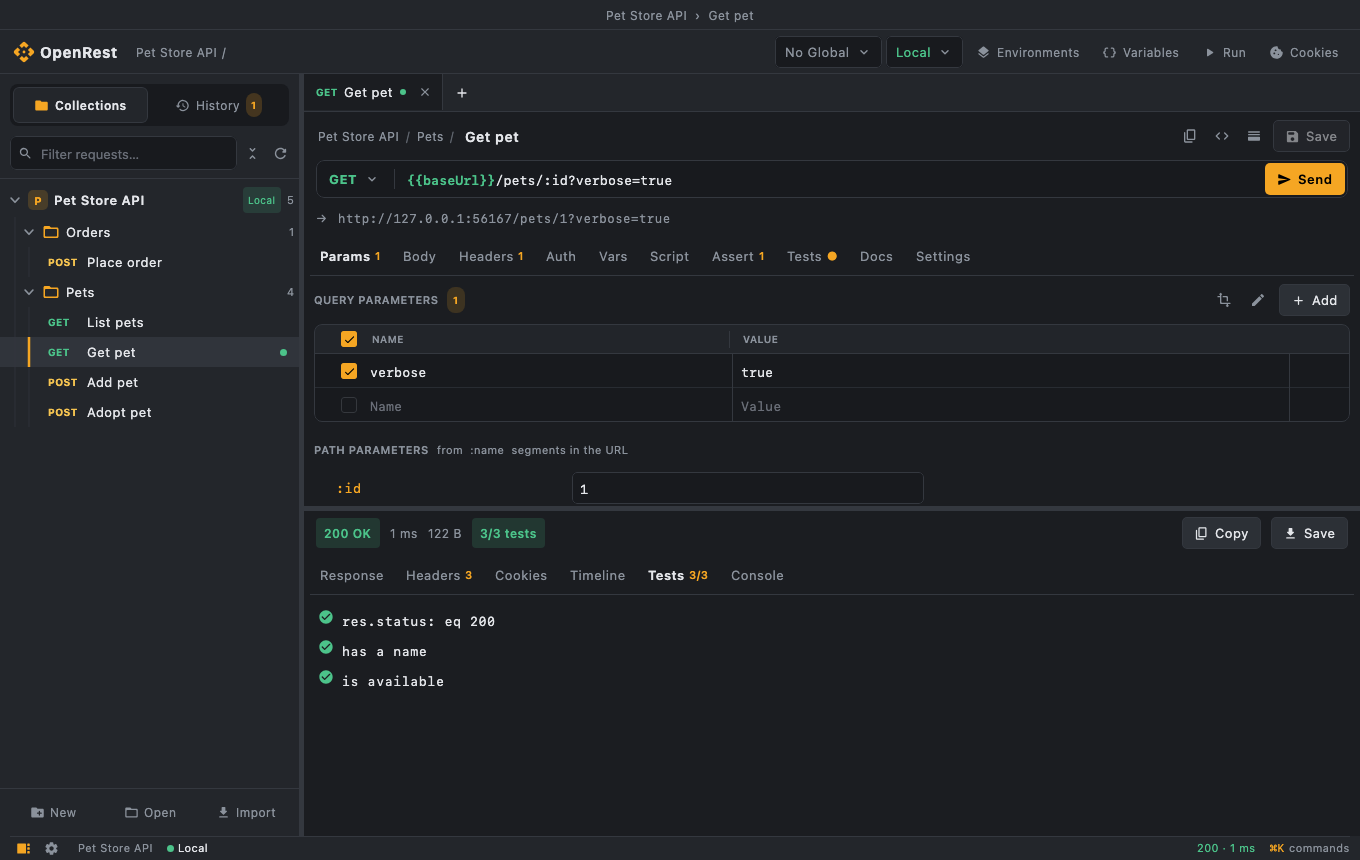 Pet Store API › Get pet
OpenRest Pet Store API /
No Global Local Environments {} Variables Run Cookies
Collections History 1
GET Get pet
Filter requests...
Pet Store API / Pets / Get pet
Save
P Pet Store API Local 5
Orders 1
POST Place order
Pets 4
GET List pets
GET Get pet
POST Add pet
POST Adopt pet
GET {{baseUrl}}/pets/:id?verbose=true Send
→ http://127.0.0.1:56167/pets/1?verbose=true
Params 1 Body Headers 1 Auth Vars Script Assert 1 Tests Docs Settings
QUERY PARAMETERS 1
+ Add
NAME VALUE
verbose true
Name Value
PATH PARAMETERS from :name segments in the URL
:id 1
200 OK 1 ms 122 B 3/3 tests
Copy Save
Response Headers 3 Cookies Timeline Tests 3/3 Console
res.status: eq 200
has a name
is available
New Open Import
Pet Store API Local
200 · 1 ms ⌘K commands